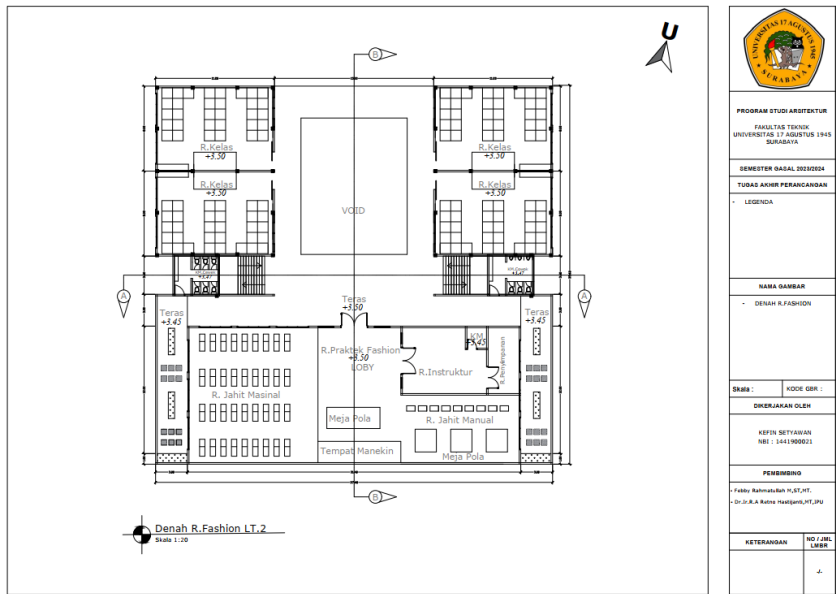 B
U
R.Kelas
+3.50
R.Kelas
+3.50
R.Kelas
+3.50
R.Kelas
+3.50
VOID
A
A
Teras
+3.45
Teras
+3.50
Teras
+3.45
R.Praktek Fashion
+3.50
LOBY
KM
+3.45
R.Instruktur
R.Penyimpanan
R. Jahit Masinal
Meja Pola
R. Jahit Manual
Tempat Manekin
Meja Pola
B
Denah R.Fashion LT.2
Skala 1:20
UNIVERSITAS 17 AGUSTUS 1945
SURABAYA
PROGRAM STUDI ARSITEKTUR
FAKULTAS TEKNIK
UNIVERSITAS 17 AGUSTUS 1945
SURABAYA
SEMESTER GASAL 2023/2024
TUGAS AKHIR PERANCANGAN
- LEGENDA
NAMA GAMBAR
- DENAH R.FASHION
Skala :
KODE GBR :
DIKERJAKAN OLEH
KEFIN SETYAWAN
NBI : 1441900021
PEMBIMBING
- Febby Rahmatullah M,ST,MT.
- Dr.Ir.R.A Retno Hastijanti,MT,IPU
KETERANGAN
NO / JML
LMBR
J-